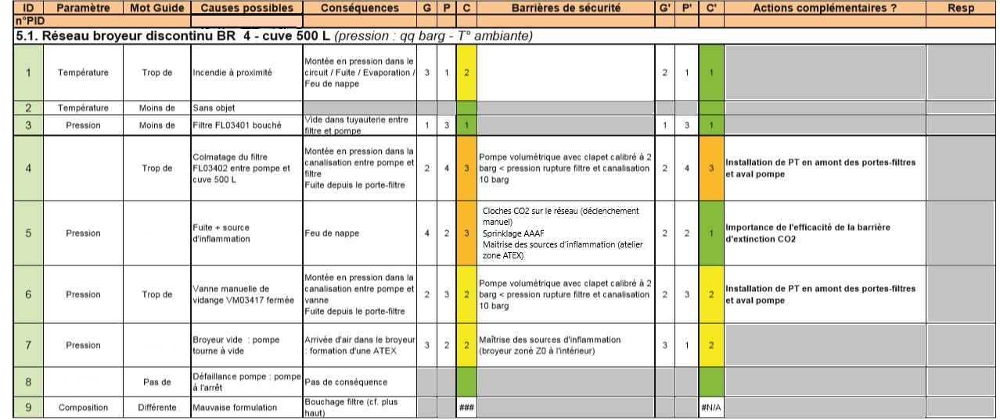 ID Paramètre Mot Guide Causes possibles Conséquences G P C Barrières de sécurité G' P' C' Actions complémentaires ? Resp
n°PID
5.1. Réseau broyeur discontinu BR 4 - cuve 500 L (pression : qq barg - T° ambiante)
1 Température Trop de Incendie à proximité Montée en pression dans le
circuit / Fuite / Evaporation /
Feu de nappe 3 1 2 2 1 1
2 Température Moins de Sans objet
3 Pression Moins de Filtre FL03401 bouché Vide dans tuyauterie entre
filtre et pompe 1 3 1 1 3 1
4 Trop de Colmatage du filtre
FL03402 entre pompe et
cuve 500 L Montée en pression dans la
canalisation entre pompe et
filtre
Fuite depuis le porte-filtre 2 4 3 Pompe volumétrique avec clapet calibré à 2
barg < pression rupture filtre et canalisation
10 barg 2 4 3 Installation de PT en amont des portes-filtres
et aval pompe
5 Pression Fuite + source
d'inflammation Feu de nappe 4 2 3 Cloches CO2 sur le réseau (déclenchement
manuel)
Sprinklage AAAF
Maitrise des sources d'inflammation (atelier
zone ATEX) 2 2 1 Importance de l'efficacité de la barrière
d'extinction CO2
6 Pression Trop de Vanne manuelle de
vidange VM03417 fermée Montée en pression dans la
canalisation entre pompe et
vanne
Fuite depuis le porte-filtre 2 3 2 Pompe volumétrique avec clapet calibré à 2
barg < pression rupture filtre et canalisation
10 barg 2 3 2 Installation de PT en amont des portes-filtres
et aval pompe
7 Pression Broyeur vide : pompe
tourne à vide Arrivée d'air dans le broyeur
: formation d'une ATEX 3 2 2 Maîtrise des sources d'inflammation
(broyeur zoné Z0 à l'intérieur) 3 1 2
8 Pas de Défaillance pompe : pompe
à l'arrêt Pas de conséquence
9 Composition Différente Mauvaise formulation Bouchage filtre (cf. plus
haut) ### #N/A